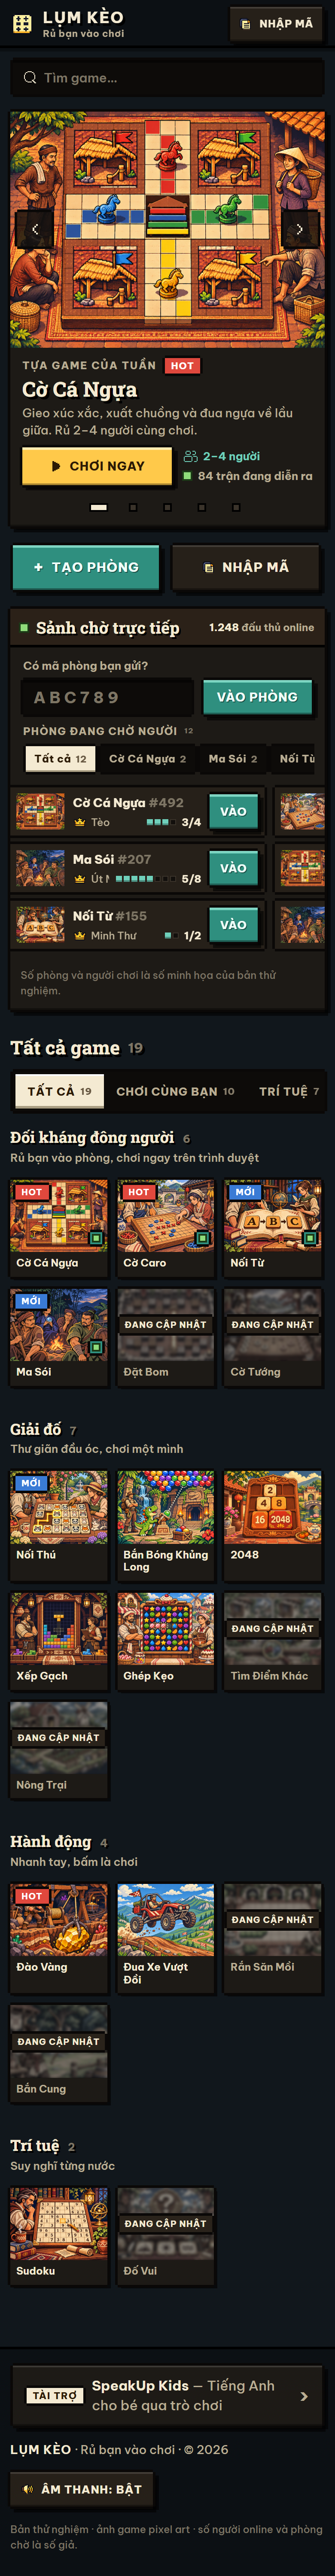 LỤM KÈO
Rủ bạn vào chơi
NHẬP MÃ
Tìm game...
TỰA GAME CỦA TUẦN HOT
Cờ Cá Ngựa
Gieo xúc xắc, xuất chuồng và đua ngựa về lầu
giữa. Rủ 2–4 người cùng chơi.
CHƠI NGAY
2–4 người
84 trận đang diễn ra
TẠO PHÒNG
NHẬP MÃ
Sảnh chờ trực tiếp
1.248 đấu thủ online
Có mã phòng bạn gửi?
ABC789
VÀO PHÒNG
PHÒNG ĐANG CHỜ NGƯỜI 12
Tất cả 12
Cờ Cá Ngựa 2
Ma Sói 2
Nối Từ
Cờ Cá Ngựa #492
Tèo
3/4
VÀO
Ma Sói #207
Út
5/8
VÀO
Nối Từ #155
Minh Thư
1/2
VÀO
Số phòng và người chơi là số minh họa của bản thử
nghiệm.
Tất cả game 19
TẤT CẢ 19
CHƠI CÙNG BẠN 10
TRÍ TUỆ 7
Đối kháng đông người 6
Rủ bạn vào phòng, chơi ngay trên trình duyệt
HOT
Cờ Cá Ngựa
HOT
Cờ Caro
MỚI
A B C
Nối Từ
MỚI
Ma Sói
ĐANG CẬP NHẬT
Đặt Bom
ĐANG CẬP NHẬT
Cờ Tướng
Giải đố 7
Thư giãn đầu óc, chơi một mình
MỚI
Nối Thú
Bắn Bóng Khủng
Long
2
4 8
16 2048
2048
Xếp Gạch
Ghép Kẹo
ĐANG CẬP NHẬT
Tìm Điểm Khác
ĐANG CẬP NHẬT
Nông Trại
Hành động 4
Nhanh tay, bấm là chơi
HOT
Đào Vàng
Đua Xe Vượt
Đồi
ĐANG CẬP NHẬT
Rắn Săn Mồi
ĐANG CẬP NHẬT
Bắn Cung
Trí tuệ 2
Suy nghĩ từng nước
Sudoku
ĐANG CẬP NHẬT
Đố Vui
TÀI TRỢ
SpeakUp Kids — Tiếng Anh
cho bé qua trò chơi
LỤM KÈO · Rủ bạn vào chơi · © 2026
ÂM THANH: BẬT
Bản thử nghiệm · ảnh game pixel art · số người online và phòng
chờ là số giả.